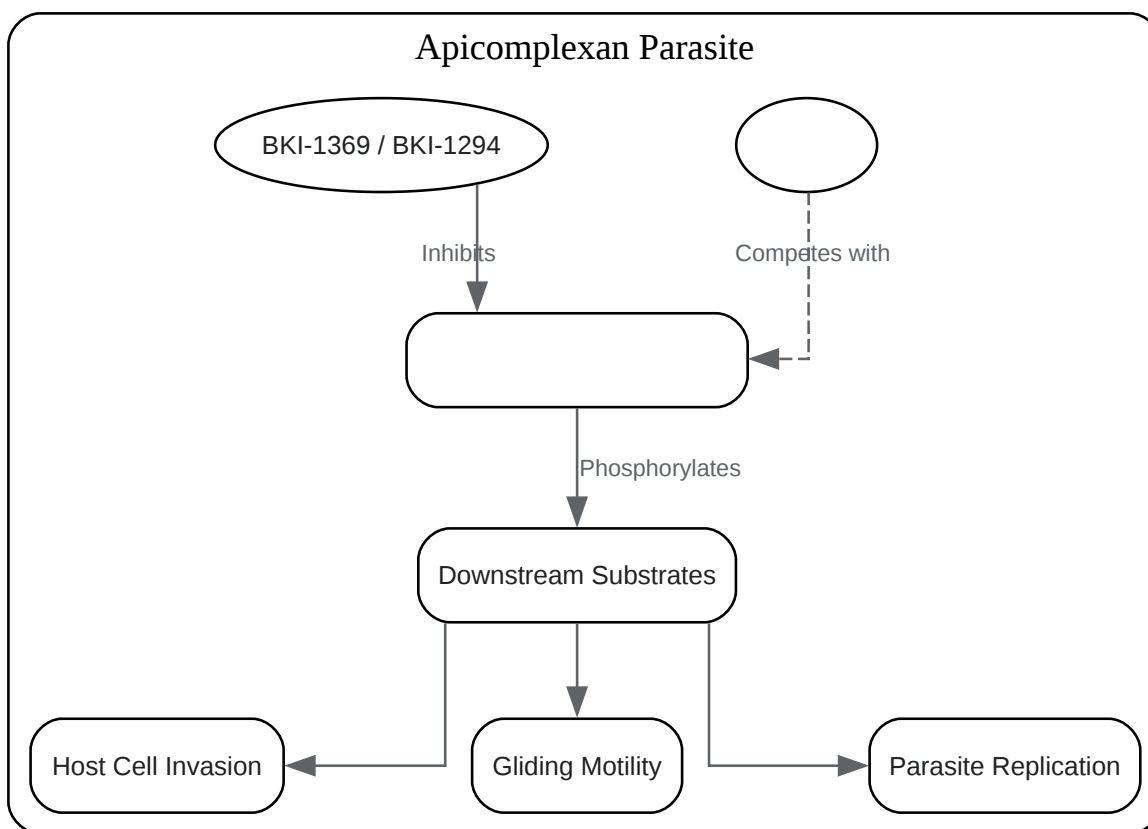 Apicomplexan Parasite
BKI-1369 / BKI-1294
Inhibits
Competes with
Phosphorylates
Downstream Substrates
Host Cell Invasion
Gliding Motility
Parasite Replication